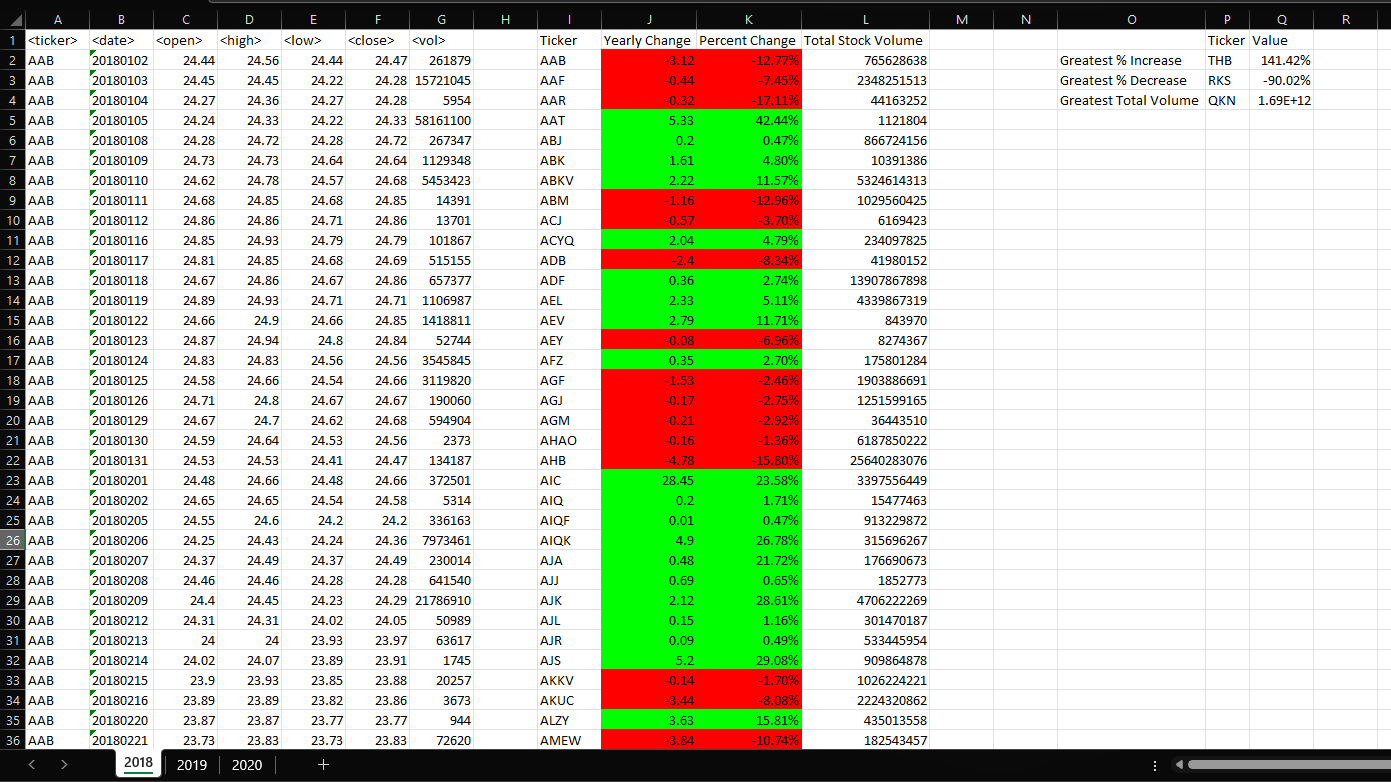 A B C D E F G H I J K L M N O P Q R
1 <ticker> <date> <open> <high> <low> <close> <vol> Ticker Yearly Change Percent Change Total Stock Volume Ticker Value
2 AAB 20180102 24.44 24.56 24.44 24.47 261879 AAB -3.12 -12.77% 765628638 Greatest % Increase THB 141.42%
3 AAB 20180103 24.45 24.45 24.22 24.28 15721045 AAF -0.44 -7.45% 2348251513 Greatest % Decrease RKS -90.02%
4 AAB 20180104 24.27 24.36 24.27 24.28 5954 AAR -0.32 -17.11% 44163252 Greatest Total Volume QKN 1.69E+12
5 AAB 20180105 24.24 24.33 24.22 24.33 58161100 AAT 5.33 42.44% 1121804
6 AAB 20180108 24.28 24.72 24.28 24.72 267347 ABJ 0.2 0.47% 866724156
7 AAB 20180109 24.73 24.73 24.64 24.64 1129348 ABK 1.61 4.80% 10391386
8 AAB 20180110 24.62 24.78 24.57 24.68 5453423 ABKV 2.22 11.57% 5324614313
9 AAB 20180111 24.68 24.85 24.68 24.85 14391 ABM -1.16 -12.96% 1029560425
10 AAB 20180112 24.86 24.86 24.71 24.86 13701 ACJ -0.57 -3.70% 6169423
11 AAB 20180116 24.85 24.93 24.79 24.79 101867 ACYQ 2.04 4.79% 234097825
12 AAB 20180117 24.81 24.85 24.68 24.69 515155 ADB -2.4 -8.34% 41980152
13 AAB 20180118 24.67 24.86 24.67 24.86 657377 ADF 0.36 2.74% 13907867898
14 AAB 20180119 24.89 24.93 24.71 24.71 1106987 AEL 2.33 5.11% 4339867319
15 AAB 20180122 24.66 24.9 24.66 24.85 1418811 AEV 2.79 11.71% 843970
16 AAB 20180123 24.87 24.94 24.8 24.84 52744 AEY -0.08 -6.96% 8274367
17 AAB 20180124 24.83 24.83 24.56 24.56 3545845 AFZ 0.35 2.70% 175801284
18 AAB 20180125 24.58 24.66 24.54 24.66 3119820 AGF -1.53 -2.46% 1903886691
19 AAB 20180126 24.71 24.8 24.67 24.67 190060 AGJ -0.17 -2.75% 1251599165
20 AAB 20180129 24.67 24.7 24.62 24.68 594904 AGM -0.21 -2.92% 36443510
21 AAB 20180130 24.59 24.64 24.53 24.56 2373 AHAO -0.16 -1.36% 6187850222
22 AAB 20180131 24.53 24.53 24.41 24.47 134187 AHB -4.78 -15.80% 25640283076
23 AAB 20180201 24.48 24.66 24.48 24.66 372501 AIC 28.45 23.58% 3397556449
24 AAB 20180202 24.65 24.65 24.54 24.58 5314 AIQ 0.2 1.71% 15477463
25 AAB 20180205 24.55 24.6 24.2 24.2 336163 AIQF 0.01 0.47% 913229872
26 AAB 20180206 24.25 24.43 24.24 24.36 7973461 AIQK 4.9 26.78% 315696267
27 AAB 20180207 24.37 24.49 24.37 24.49 230014 AJA 0.48 21.72% 176690673
28 AAB 20180208 24.46 24.46 24.28 24.28 641540 AJJ 0.69 0.65% 1852773
29 AAB 20180209 24.4 24.45 24.23 24.29 21786910 AJK 2.12 28.61% 4706222269
30 AAB 20180212 24.31 24.31 24.02 24.05 50989 AJL 0.15 1.16% 301470187
31 AAB 20180213 24 24 23.93 23.97 63617 AJR 0.09 0.49% 533445954
32 AAB 20180214 24.02 24.07 23.89 23.91 1745 AJS 5.2 29.08% 909864878
33 AAB 20180215 23.9 23.93 23.85 23.88 20257 AKKV -0.14 -1.70% 1026224221
34 AAB 20180216 23.89 23.89 23.82 23.86 3673 AKUC -3.44 -8.08% 2224320862
35 AAB 20180220 23.87 23.87 23.77 23.77 944 ALZY 3.63 15.81% 435013558
36 AAB 20180221 23.73 23.83 23.73 23.83 72620 AMEW -3.84 -10.74% 182543457
2018 2019 2020 +